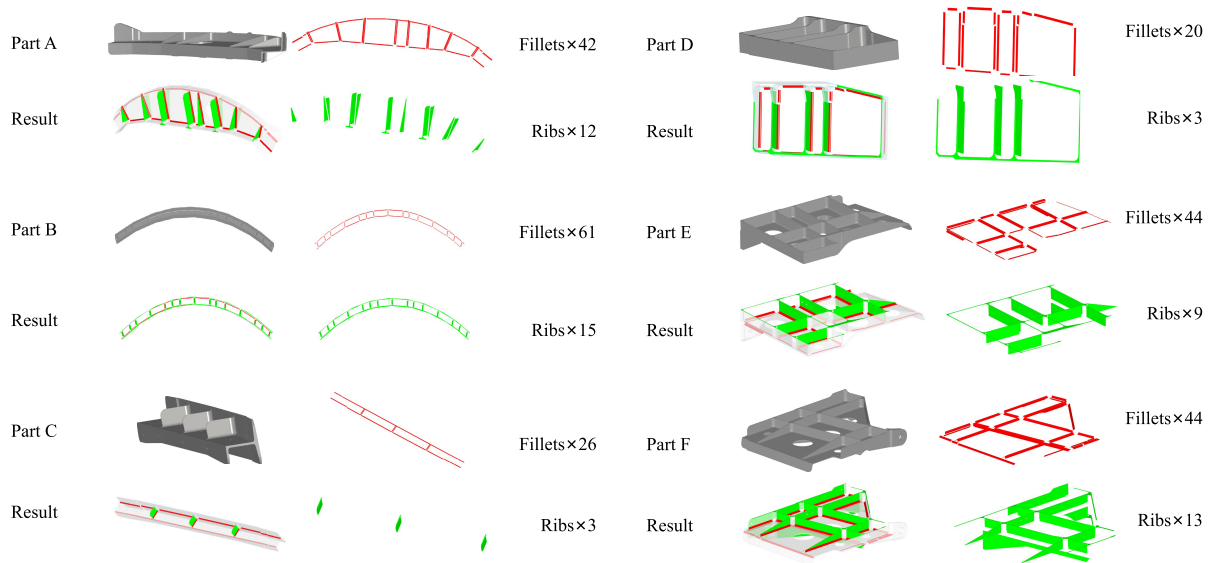 Part A
Fillets×42
Result
Ribs×12
Part B
Fillets×61
Result
Ribs×15
Part C
Fillets×26
Result
Ribs×3
Part D
Fillets×20
Result
Ribs×3
Part E
Fillets×44
Result
Ribs×9
Part F
Fillets×44
Result
Ribs×13